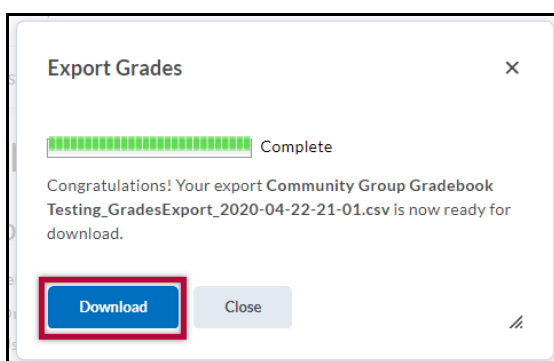 Export Grades
Complete
Congratulations! Your export Community Group Gradebook
Testing_GradesExport_2020-04-22-21-01.csv is now ready for
download.
Download
Close